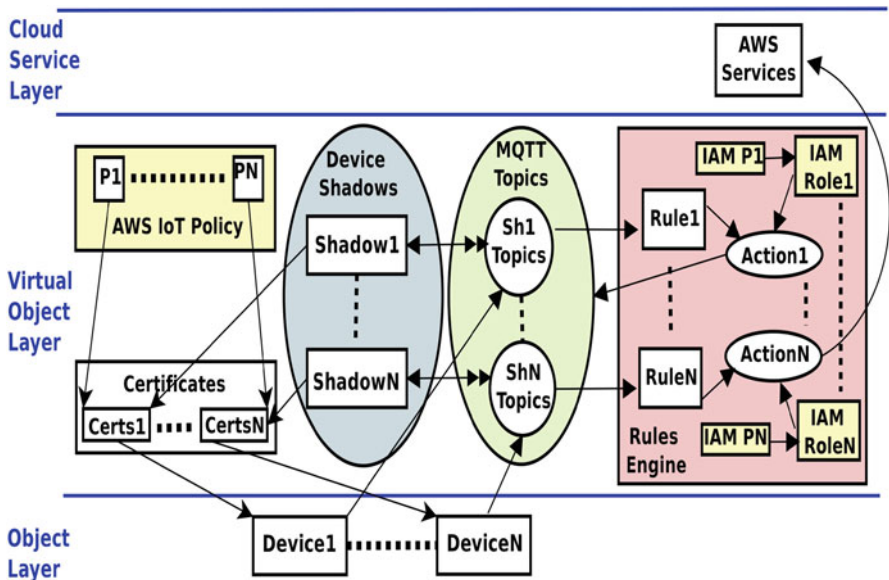 Cloud
Service
Layer
AWS
Services
P1
PN
AWS IoT Policy
Device
Shadows
MQTT
Topics
IAM P1
IAM
Role1
Shadow1
Sh1
Topics
Rule1
Action1
Virtual
Object
Layer
Certificates
Certs1
CertsN
ShadowN
ShN
Topics
RuleN
ActionN
IAM PN
IAM
RoleN
Rules
Engine
Object
Layer
Device1
DeviceN